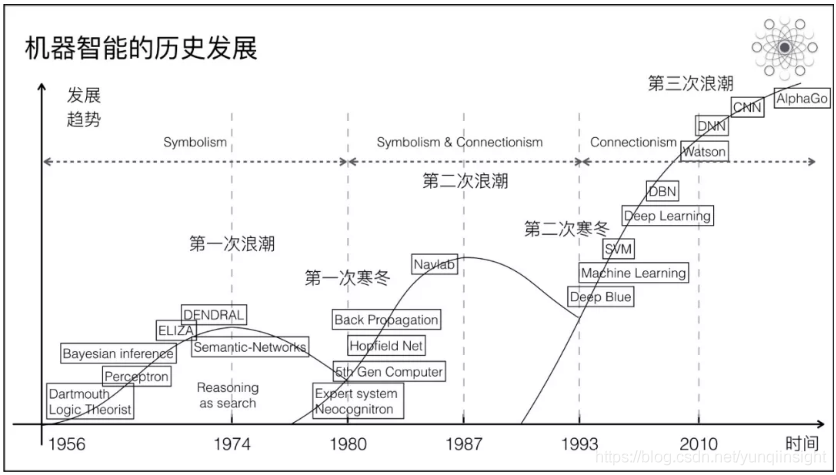 机器智能的历史发展
发展
趋势
Symbolism
Symbolism & Connectionism
Connectionism
第一次浪潮
第一次寒冬
第二次浪潮
第二次寒冬
第三次浪潮
Dartmouth
Logic Theorist
Perceptron
Bayesian inference
ELIZA
DENDRAL
Semantic-Networks
Reasoning
as search
Expert system
Neocognitron
5th Gen Computer
Hopfield Net
Back Propagation
Navlab
Deep Blue
Machine Learning
SVM
Deep Learning
DBN
Watson
DNN
CNN
AlphaGo
1956
1974
1980
1987
1993
2010
时间
https://blog.csdn.net/yunqiinsight